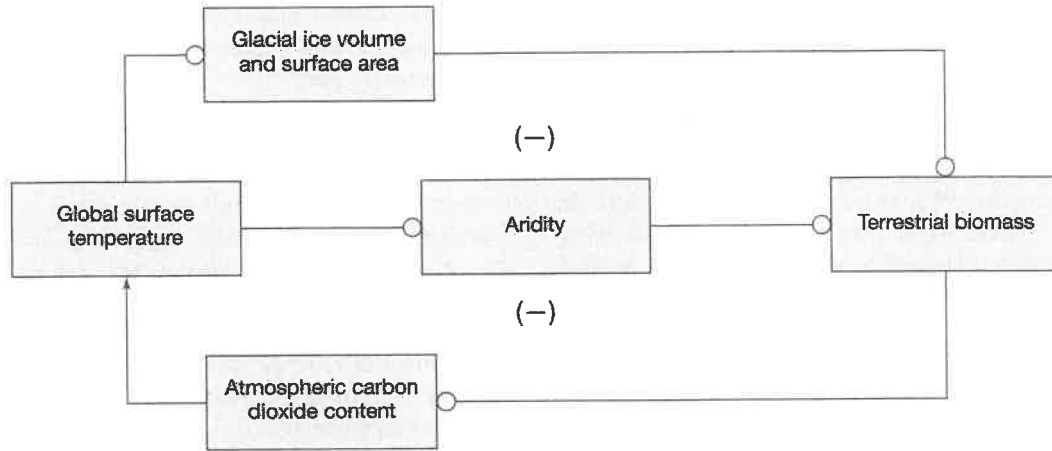 Glacial ice volume
and surface area
(−)
Global surface
temperature
Aridity
Terrestrial biomass
(−)
Atmospheric carbon
dioxide content